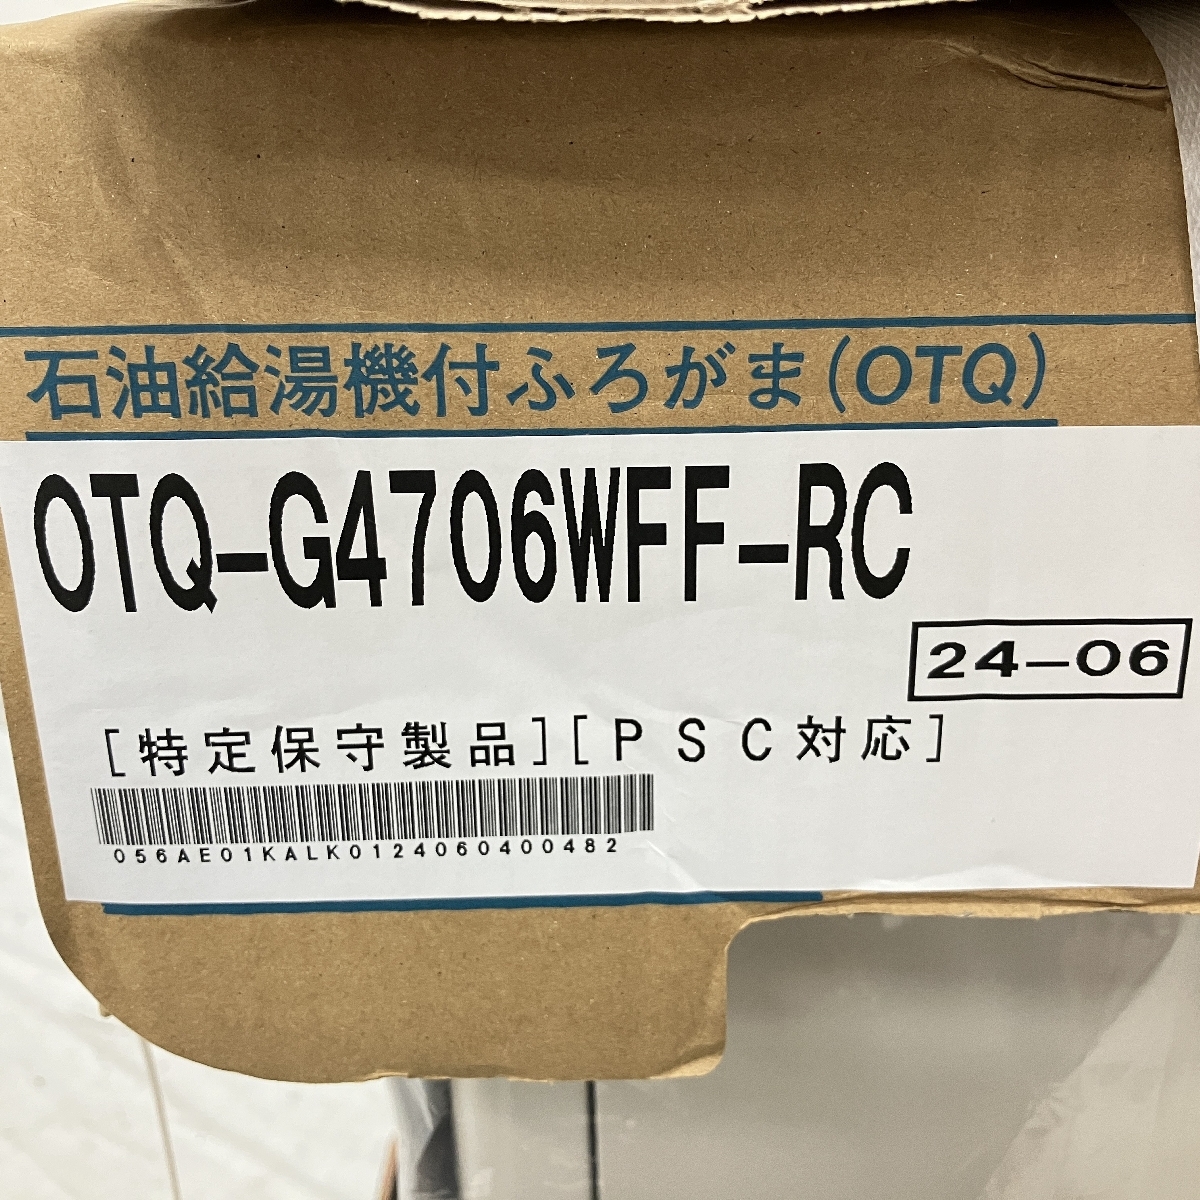 石油給湯機付ふろがま(OTQ)
OTQ-G4706WFF-RC
24-06
[特定保守製品][PSC対応]
056AE01KALK0124060400482